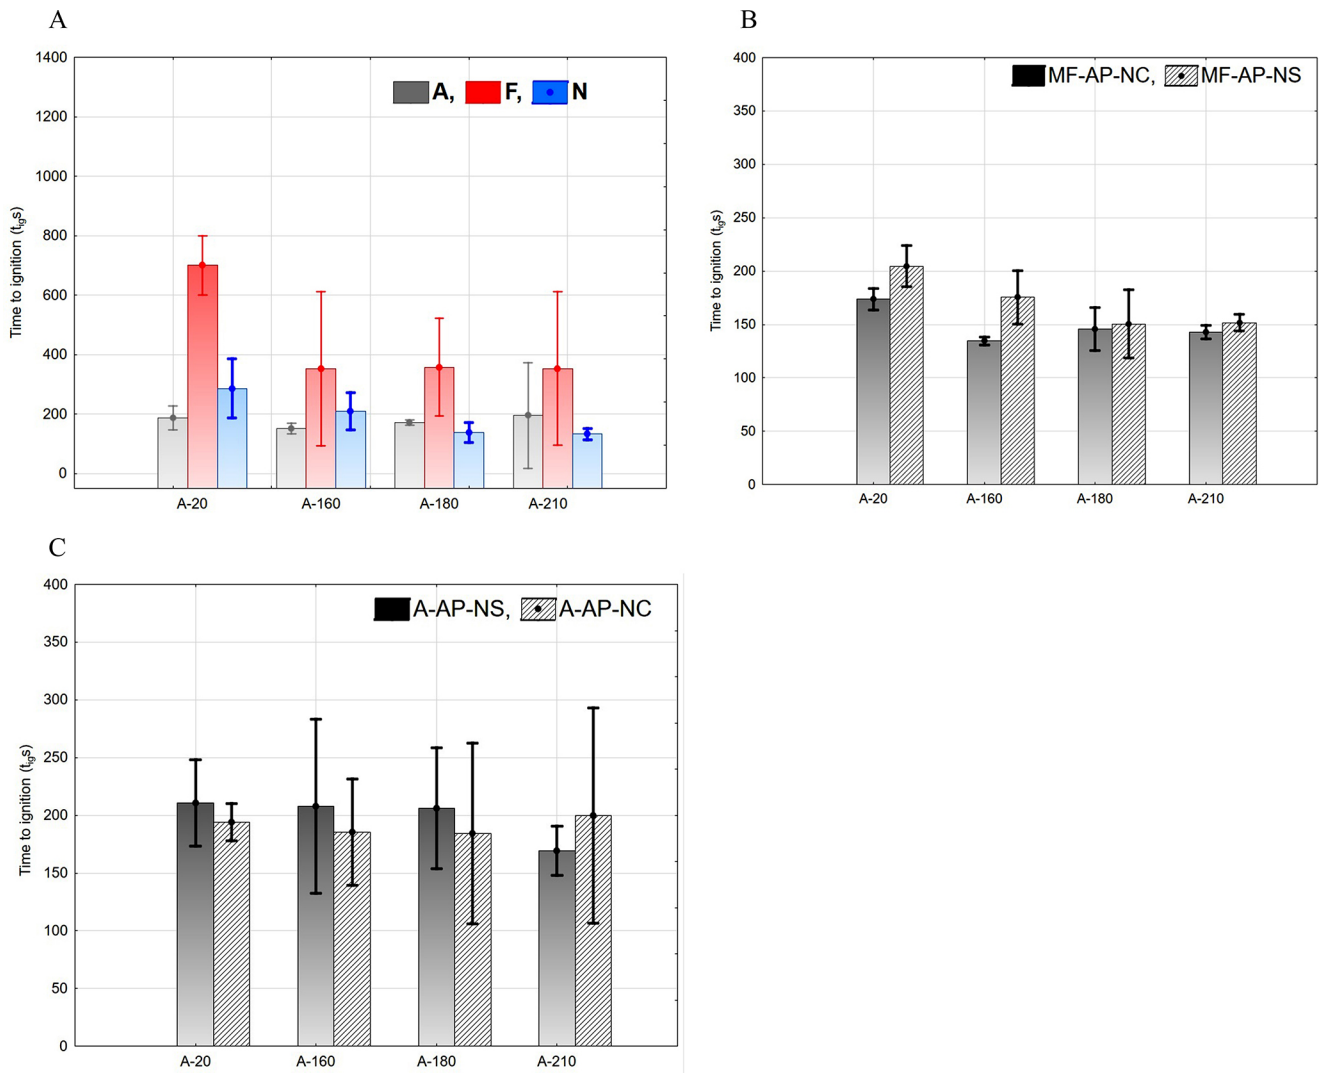 A
1400
A, F, N
1200
1000
800
600
400
200
0
Time to ignition (tigs)
A-20 A-160 A-180 A-210
B
400
MF-AP-NC, MF-AP-NS
350
300
250
200
150
100
50
0
Time to ignition (tigs)
A-20 A-160 A-180 A-210
C
400
A-AP-NS, A-AP-NC
350
300
250
200
150
100
50
0
Time to ignition (tigs)
A-20 A-160 A-180 A-210